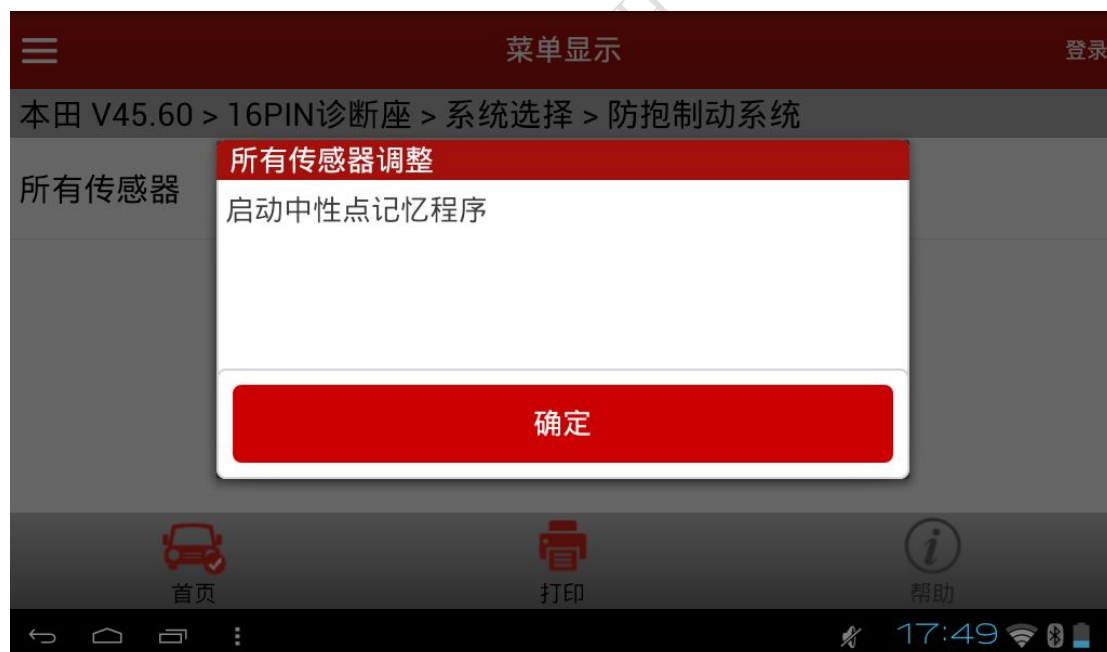 菜单显示
登录
本田 V45.60 > 16PIN诊断座 > 系统选择 > 防抱制动系统
所有传感器调整
所有传感器
启动中性点记忆程序
确定
首页
打印
帮助
17:49